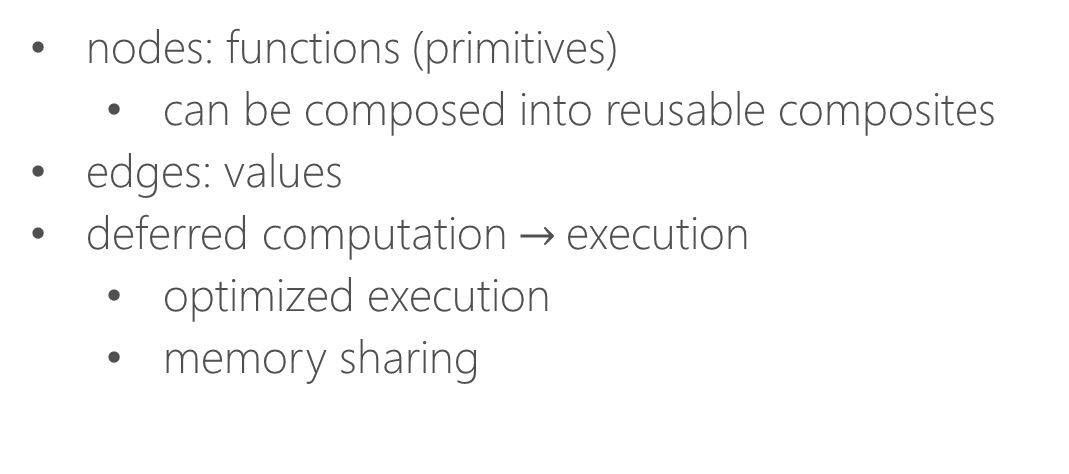 • nodes: functions (primitives)
• can be composed into reusable composites
• edges: values
• deferred computation → execution
• optimized execution
• memory sharing